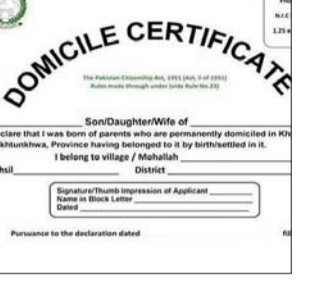 N.I.C
1.25
DOMICILE CERTIFICATE
The Pakistan Citizenship Act, 1951 (Act, II of 1951)
Rules made through under (vide Rule No.23)
Son/Daughter/Wife of
clare that I was born of parents who are permanently domiciled in Kh
khtunkhwa, Province having belonged to it by birth/settled in it.
I belong to village / Mohallah
hsil District
Signature/Thumb Impression of Applicant
Name in Block Letter
Dated
Pursuance to the declaration dated